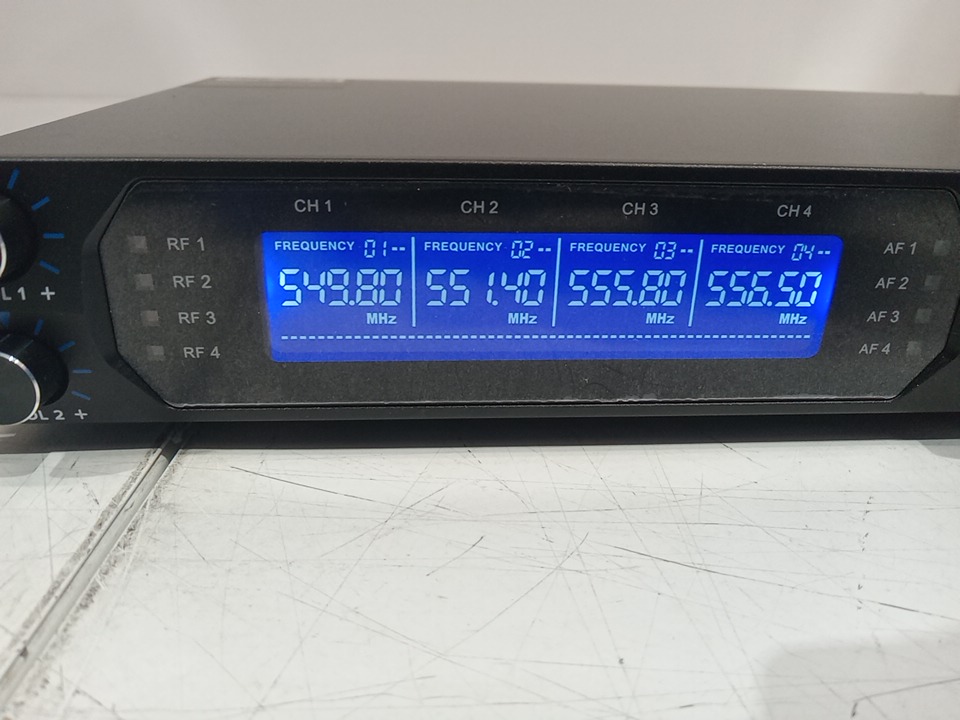 CH 1 CH 2 CH 3 CH 4
RF 1 FREQUENCY 01-- FREQUENCY 02-- FREQUENCY 03-- FREQUENCY 04-- AF 1
RF 2 549.80 551.40 555.80 556.50 AF 2
L 1 +
RF 3 MHz MHz MHz MHz AF 3
RF 4 AF 4
OL 2 +